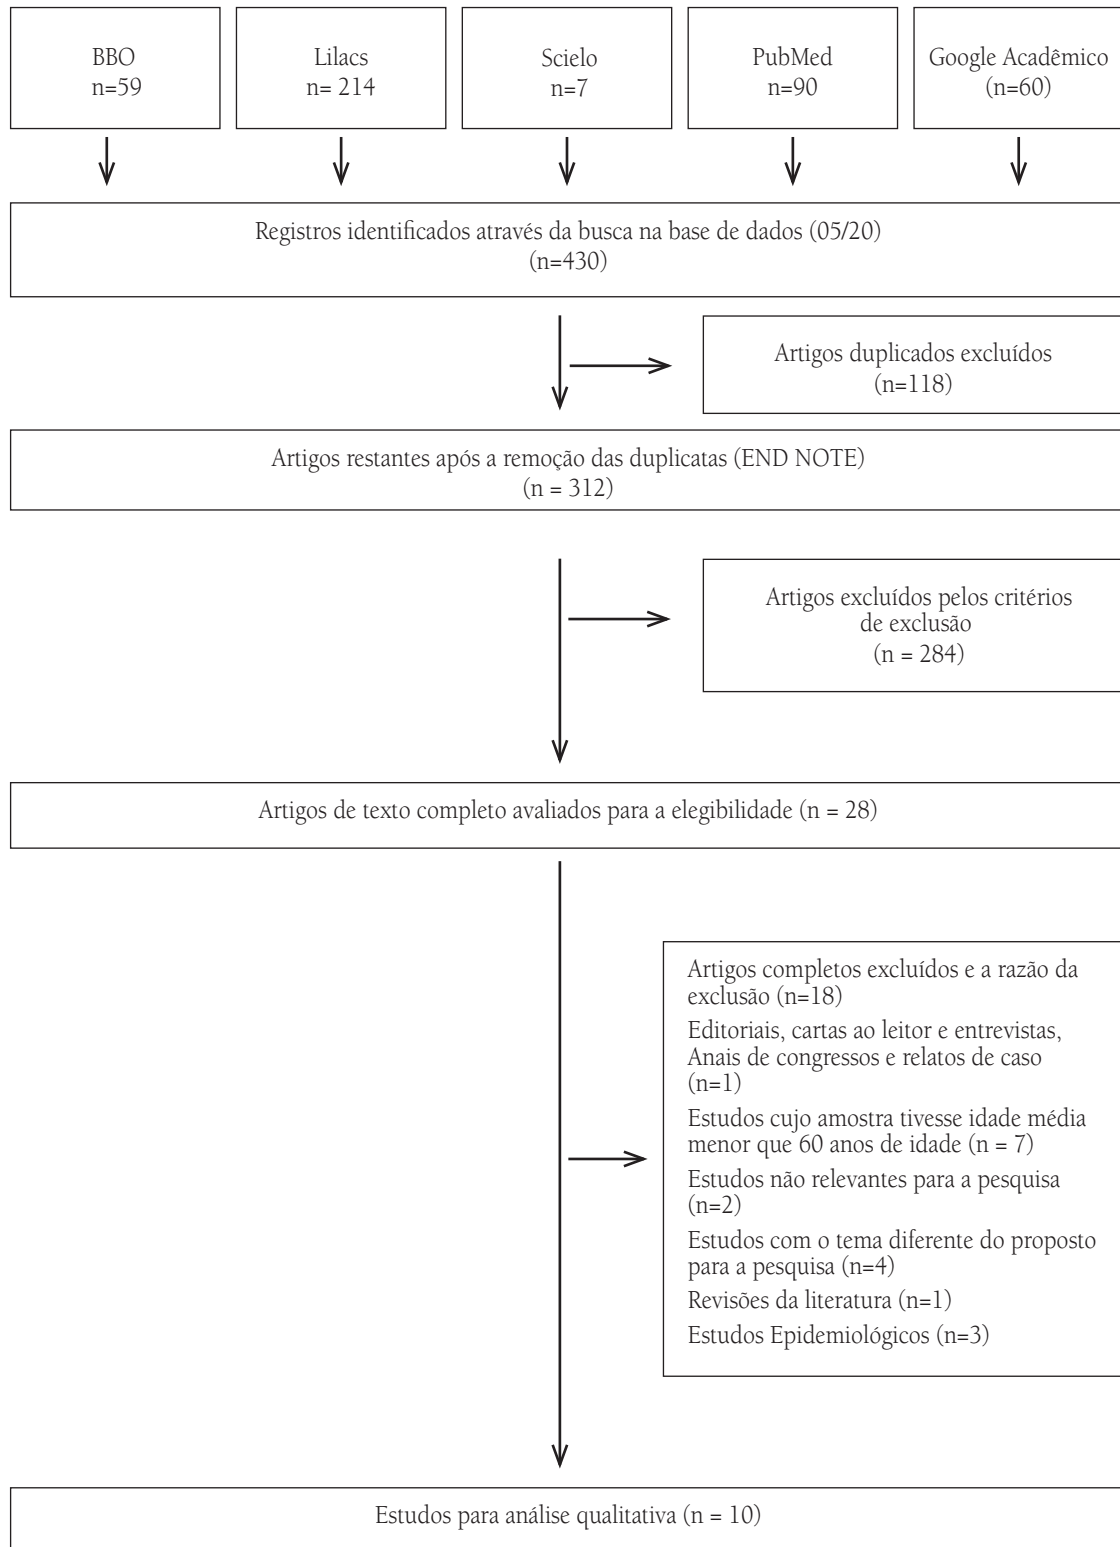 BBO
n=59
Lilacs
n= 214
Scielo
n=7
PubMed
n=90
Google Acadêmico
(n=60)
Registros identificados através da busca na base de dados (05/20)
(n=430)
Artigos duplicados excluídos
(n=118)
Artigos restantes após a remoção das duplicatas (END NOTE)
(n = 312)
Artigos excluídos pelos critérios
de exclusão
(n = 284)
Artigos de texto completo avaliados para a elegibilidade (n = 28)
Artigos completos excluídos e a razão da
exclusão (n=18)
Editoriais, cartas ao leitor e entrevistas,
Anais de congressos e relatos de caso
(n=1)
Estudos cujo amostra tivesse idade média
menor que 60 anos de idade (n = 7)
Estudos não relevantes para a pesquisa
(n=2)
Estudos com o tema diferente do proposto
para a pesquisa (n=4)
Revisões da literatura (n=1)
Estudos Epidemiológicos (n=3)
Estudos para análise qualitativa (n = 10)